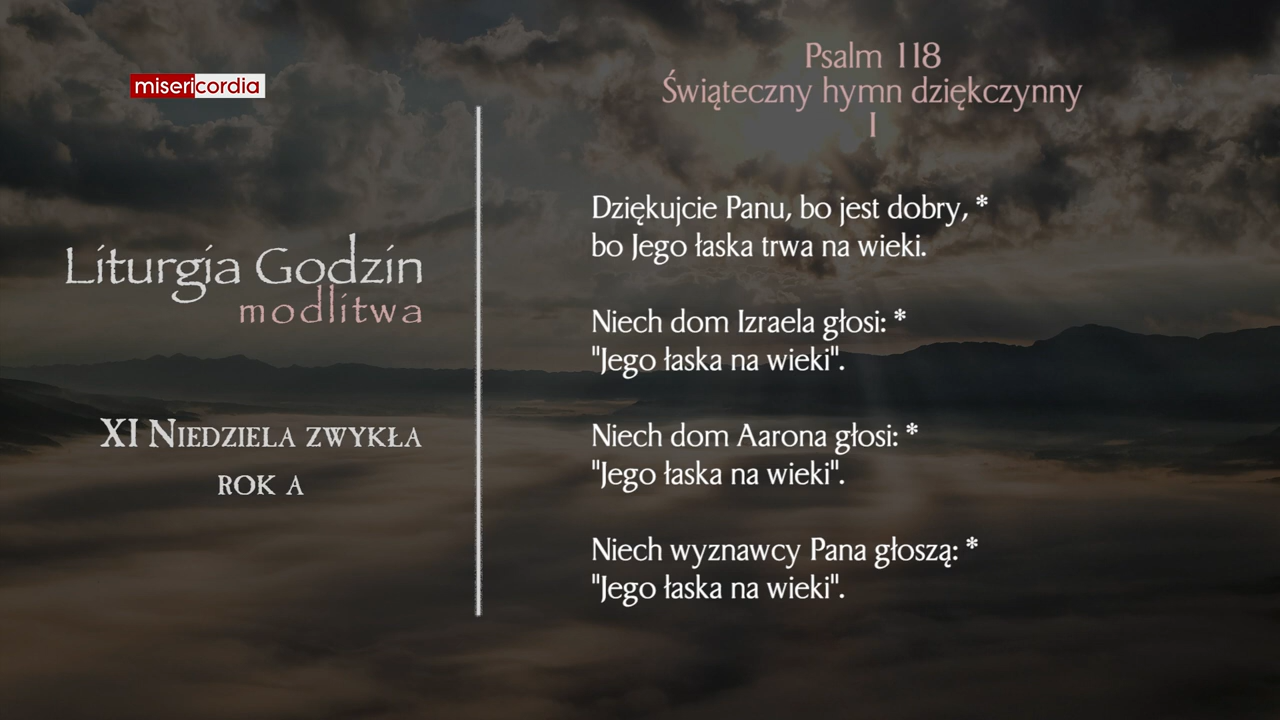 misericordia
Liturgia Godzin
modlitwa
XI Niedziela zwykła
rok A
Psalm 118
Świąteczny hymn dziękczynny
I
Dziękujcie Panu, bo jest dobry, *
bo Jego łaska trwa na wieki.
Niech dom Izraela głosi: *
"Jego łaska na wieki".
Niech dom Aarona głosi: *
"Jego łaska na wieki".
Niech wyznawcy Pana głoszą: *
"Jego łaska na wieki".